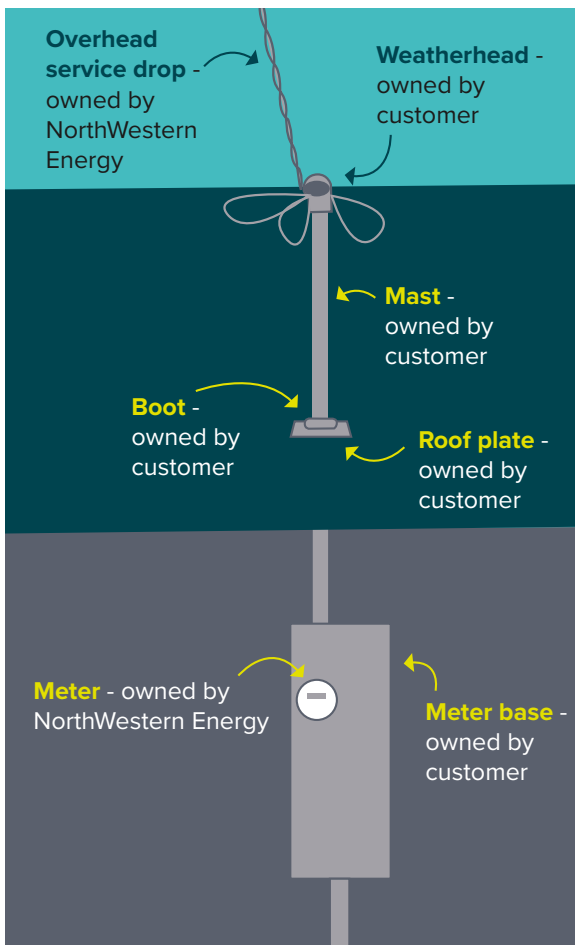 Overhead
service drop -
owned by
NorthWestern
Energy
Weatherhead -
owned by
customer
Mast -
owned by
customer
Boot -
owned by
customer
Roof plate -
owned by
customer
Meter - owned by
NorthWestern Energy
Meter base -
owned by
customer